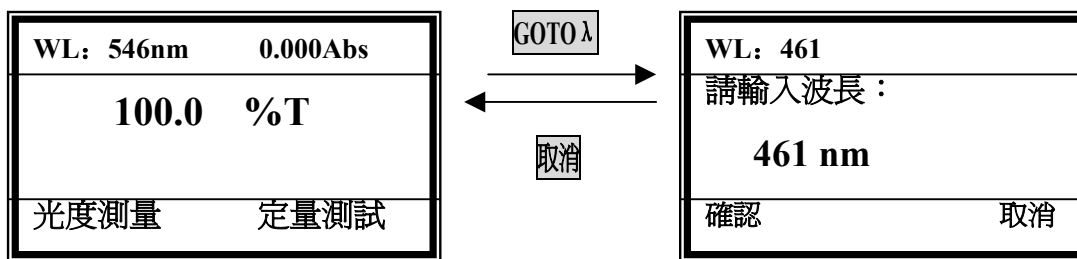 WL：546nm 0.000Abs
100.0 %T
光度測量 定量測試
GOTOλ
取消
WL：461
請輸入波長：
461 nm
確認 取消